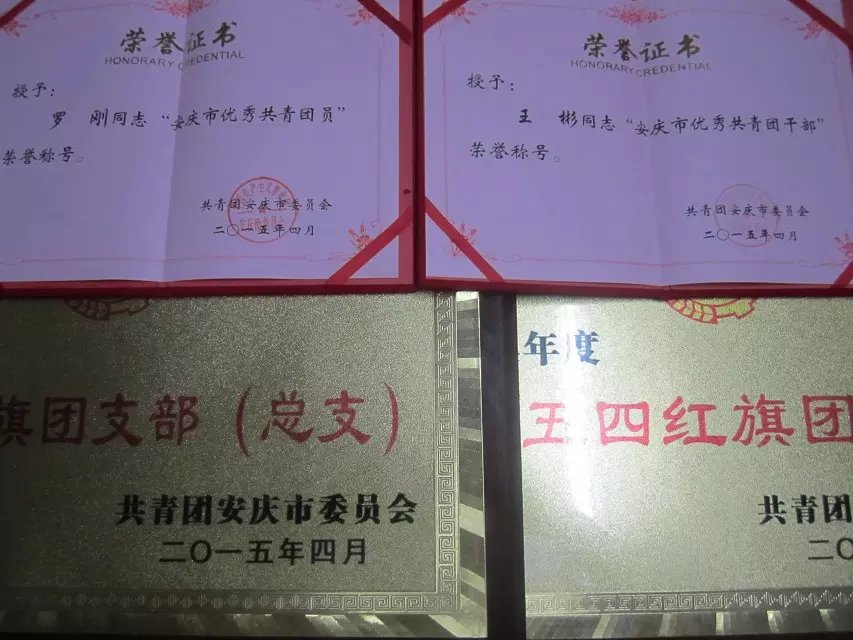 荣誉证书
HONORARY CREDENTIAL
授予：
罗 刚同志“安庆市优秀共青团员”
荣誉称号。
共青团安庆市委员会
二〇一五年四月
荣誉证书
HONORARY CREDENTIAL
授予：
王 彬同志“安庆市优秀共青团干部”
荣誉称号。
共青团安庆市委员会
二〇一五年四月
旗团支部（总支）
共青团安庆市委员会
二〇一五年四月
年度
五四红旗团
共青团
二〇